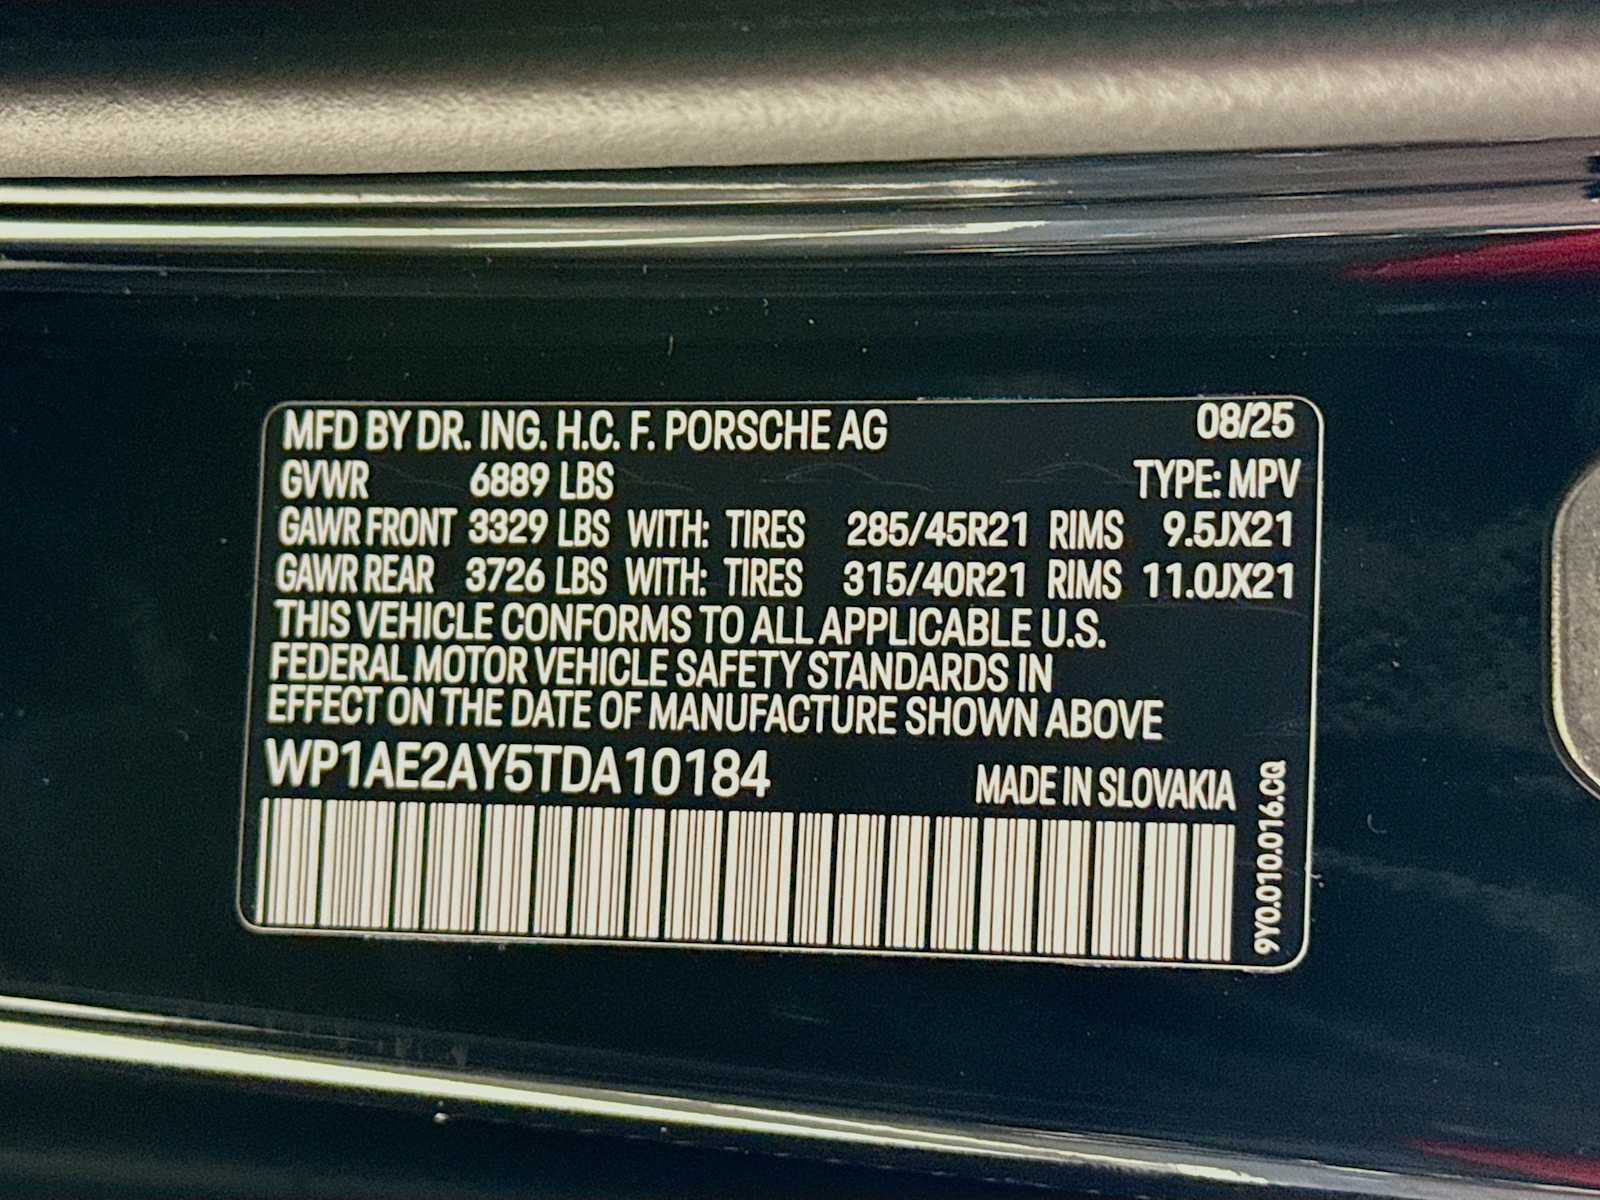 MFD BY DR. ING. H.C. F. PORSCHE AG 08/25
GVWR 6889 LBS TYPE: MPV
GAWR FRONT 3329 LBS WITH: TIRES 285/45R21 RIMS 9.5JX21
GAWR REAR 3726 LBS WITH: TIRES 315/40R21 RIMS 11.0JX21
THIS VEHICLE CONFORMS TO ALL APPLICABLE U.S.
FEDERAL MOTOR VEHICLE SAFETY STANDARDS IN
EFFECT ON THE DATE OF MANUFACTURE SHOWN ABOVE
WP1AE2AY5TDA10184 MADE IN SLOVAKIA
9Y0.010.016.CQ